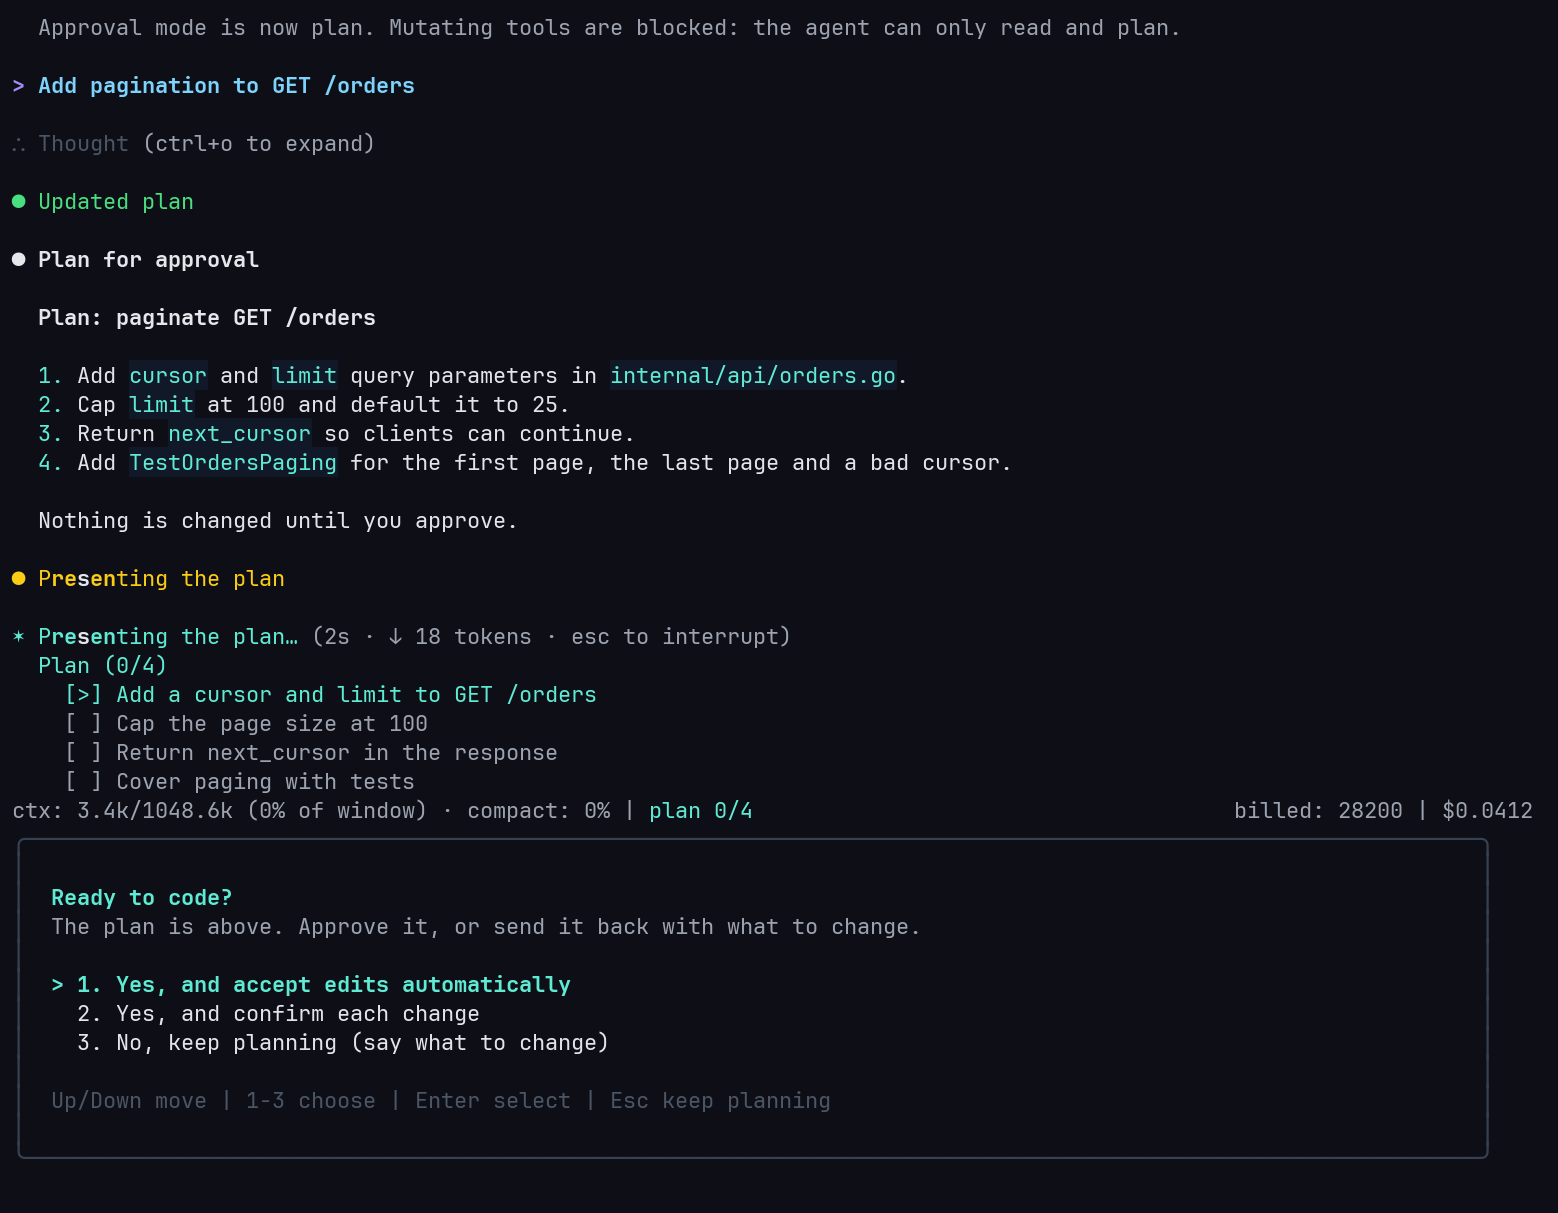 Approval mode is now plan. Mutating tools are blocked: the agent can only read and plan.
> Add pagination to GET /orders
∴ Thought (ctrl+o to expand)
● Updated plan
● Plan for approval
Plan: paginate GET /orders
1. Add cursor and limit query parameters in internal/api/orders.go.
2. Cap limit at 100 and default it to 25.
3. Return next_cursor so clients can continue.
4. Add TestOrdersPaging for the first page, the last page and a bad cursor.
Nothing is changed until you approve.
● Presenting the plan
✶ Presenting the plan… (2s · ↓ 18 tokens · esc to interrupt)
Plan (0/4)
[>] Add a cursor and limit to GET /orders
[ ] Cap the page size at 100
[ ] Return next_cursor in the response
[ ] Cover paging with tests
ctx: 3.4k/1048.6k (0% of window) · compact: 0% | plan 0/4 billed: 28200 | $0.0412
Ready to code?
The plan is above. Approve it, or send it back with what to change.
> 1. Yes, and accept edits automatically
2. Yes, and confirm each change
3. No, keep planning (say what to change)
Up/Down move | 1-3 choose | Enter select | Esc keep planning